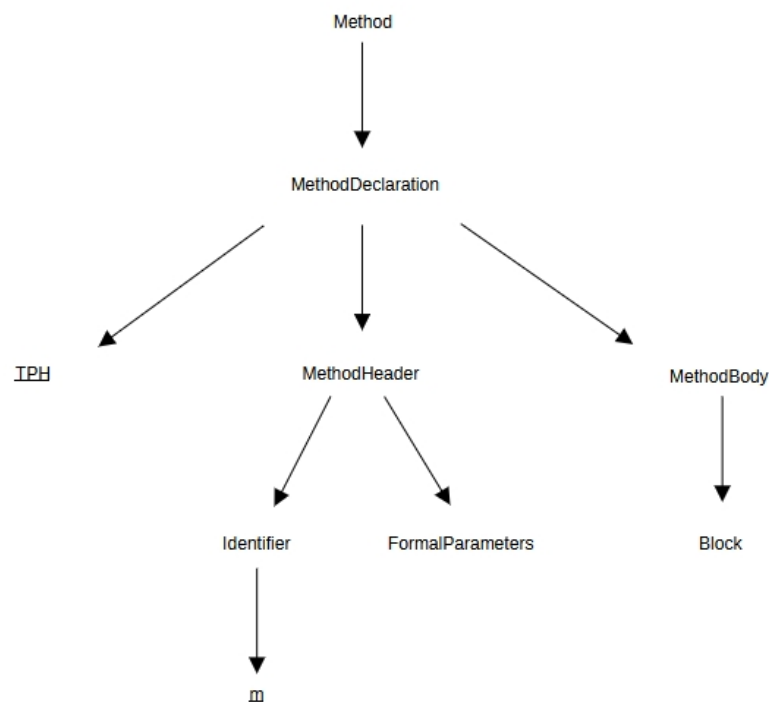 Method
MethodDeclaration
TPH
MethodHeader
MethodBody
Identifier
FormalParameters
Block
m